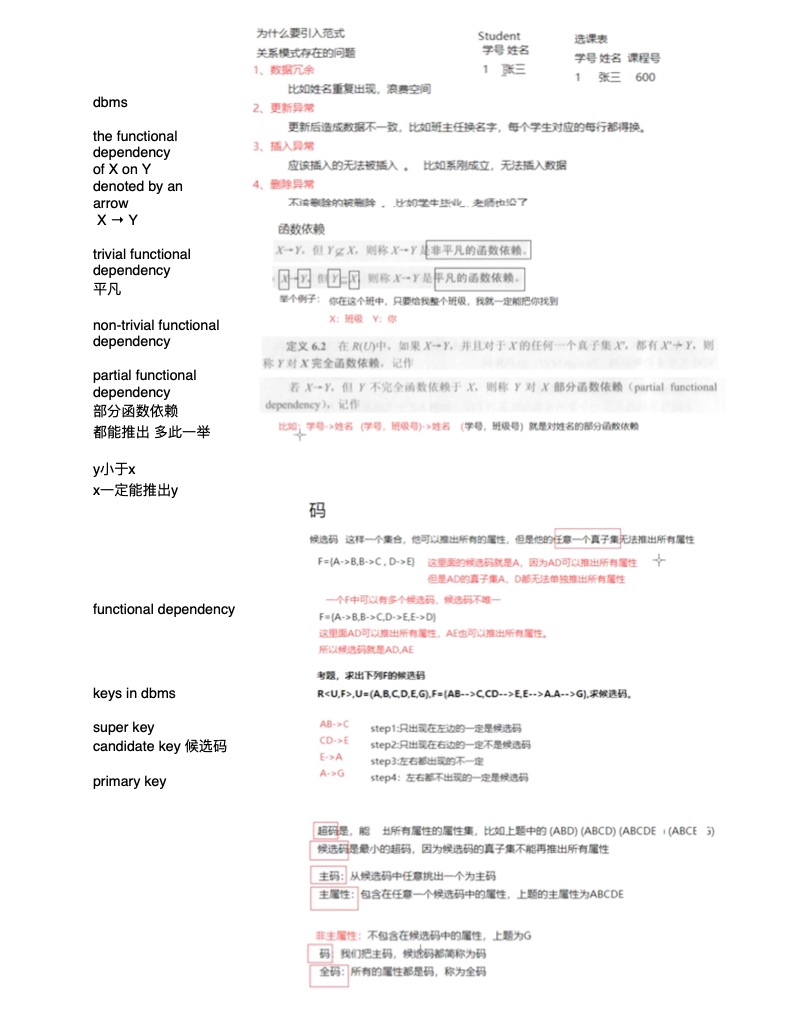 为什么要引入范式
关系模式存在的问题
Student
学号 姓名
1 张三
选课表
学号 姓名 课程号
1 张三 600
1、数据冗余
比如姓名重复出现，浪费空间
2、更新异常
更新后造成数据不一致，比如班主任换名字，每个学生对应的每行都得换。
3、插入异常
应该插入的无法被插入 。 比如系刚成立，无法插入数据
4、删除异常
不该删除的被删除 。 比如学生毕业 老师也没了
dbms
the functional
dependency
of X on Y
denoted by an
arrow
X → Y
trivial functional
dependency
平凡
non-trivial functional
dependency
partial functional
dependency
部分函数依赖
都能推出 多此一举
y小于x
x一定能推出y
函数依赖
X→Y，但 Y⊈X，则称 X→Y 是非平凡的函数依赖。
X→Y，但 Y⊆X，则称 X→Y 是平凡的函数依赖。
举个例子： 你在这个班中，只要给我整个班级，我就一定能把你找到
X：班级 Y：你
定义 6.2 在 R(U)中，如果 X→Y，并且对于 X 的任何一个真子集 X'，都有 X'↛Y，则
称 Y 对 X 完全函数依赖，记作
若 X→Y，但 Y 不完全函数依赖于 X，则称 Y 对 X 部分函数依赖（partial functional
dependency），记作
比如：学号->姓名 (学号，班级号)->姓名 (学号，班级号）就是对姓名的部分函数依赖
码
候选码 这样一个集合，他可以推出所有的属性，但是他的任意一个真子集无法推出所有属性
F={A->B,B->C , D->E}
这里面的候选码就是A，因为AD可以推出所有属性
但是AD的真子集A，D都无法单独推出所有属性
一个F中可以有多个候选码，候选码不唯一
F={A->B,B->C,D->E,E->D}
这里面AD可以推出所有属性，AE也可以推出所有属性。
所以候选码就是AD,AE
functional dependency
考题，求出下列F的候选码
R<U,F>,U=(A,B,C,D,E,G),F={AB-->C,CD-->E,E-->A.A-->G},求候选码。
keys in dbms
super key
candidate key 候选码
primary key
AB->C
CD->E
E->A
A->G
step1:只出现在左边的一定是候选码
step2:只出现在右边的一定不是候选码
step3:左右都出现的不一定
step4：左右都不出现的一定是候选码
超码是，能 出所有属性的属性集，比如上题中的 (ABD) (ABCD) (ABCDE (ABCE G)
候选码是最小的超码，因为候选码的真子集不能再推出所有属性
主码：从候选码中任意挑出一个为主码
主属性：包含在任意一个候选码中的属性，上题的主属性为ABCDE
非主属性：不包含在候选码中的属性，上题为G
码：我们把主码，候选码都简称为码
全码：所有的属性都是码，称为全码